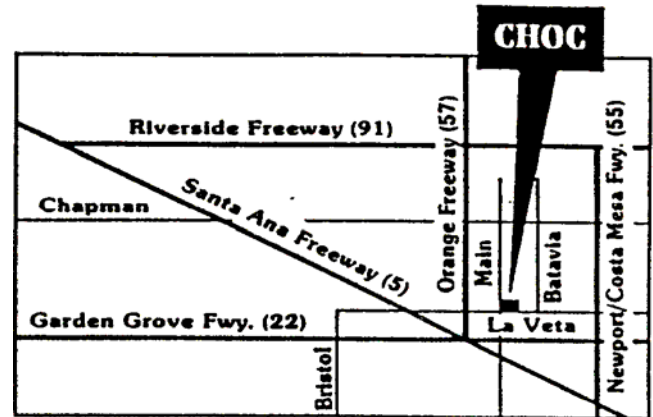 CHOC
Riverside Freeway (91)
Orange Freeway (57)
Newport/Costa Mesa Fwy. (55)
Santa Ana Freeway (5)
Chapman
Main
Batavia
Garden Grove Fwy. (22)
La Veta
Bristol